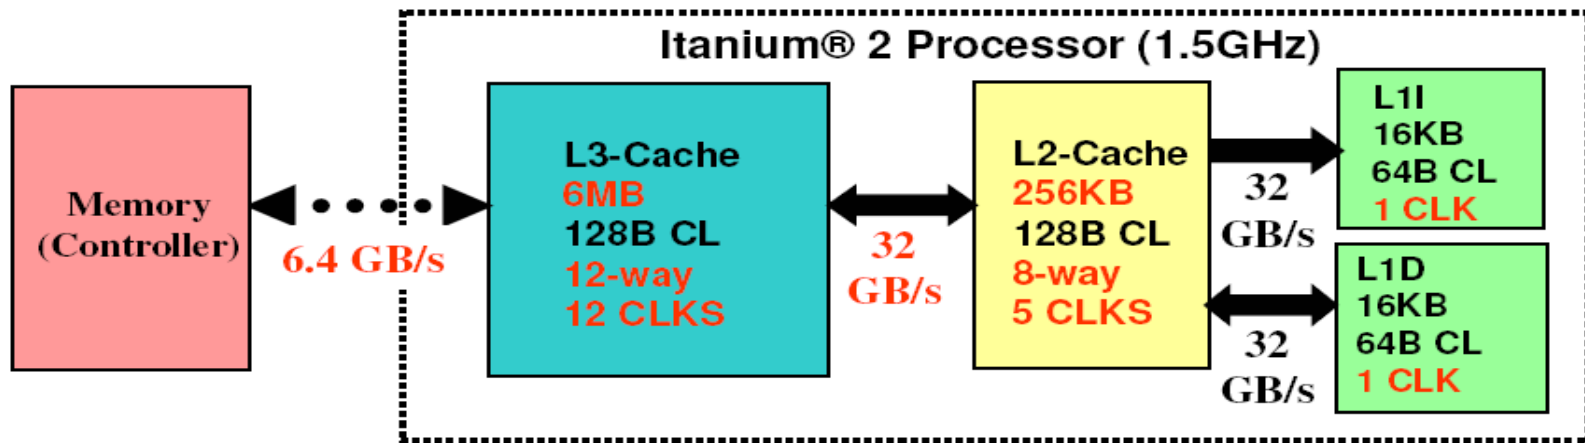 Itanium® 2 Processor (1.5GHz)
Memory
(Controller)
6.4 GB/s
L3-Cache
6MB
128B CL
12-way
12 CLKS
32
GB/s
L2-Cache
256KB
128B CL
8-way
5 CLKS
32
GB/s
L1I
16KB
64B CL
1 CLK
32
GB/s
L1D
16KB
64B CL
1 CLK